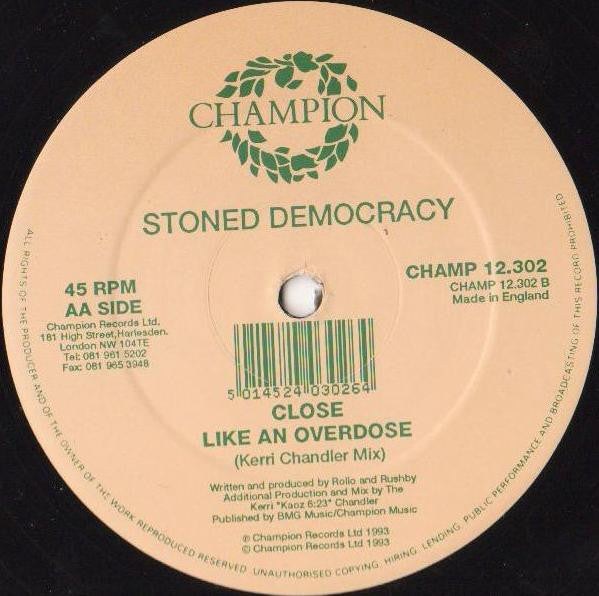 CHAMPION
STONED DEMOCRACY
45 RPM
AA SIDE
Champion Records Ltd.
181 High Street, Harlesden.
London NW 104TE
Tel: 081 961 5202
Fax: 081 965 3948
CHAMP 12.302
CHAMP 12.302 B
Made in England
5 014524 030264
CLOSE
LIKE AN OVERDOSE
(Kerri Chandler Mix)
Written and produced by Rollo and Rushby
Additional Production and Mix by The
Kerri "Kaoz 6:23" Chandler
Published by BMG Music/Champion Music
℗ Champion Records Ltd 1993
© Champion Records Ltd 1993
ALL RIGHTS OF THE PRODUCER AND OF THE OWNER OF THE WORK REPRODUCED RESERVED. UNAUTHORISED COPYING, HIRING, LENDING, PUBLIC PERFORMANCE AND BROADCASTING OF THIS RECORD PROHIBITED